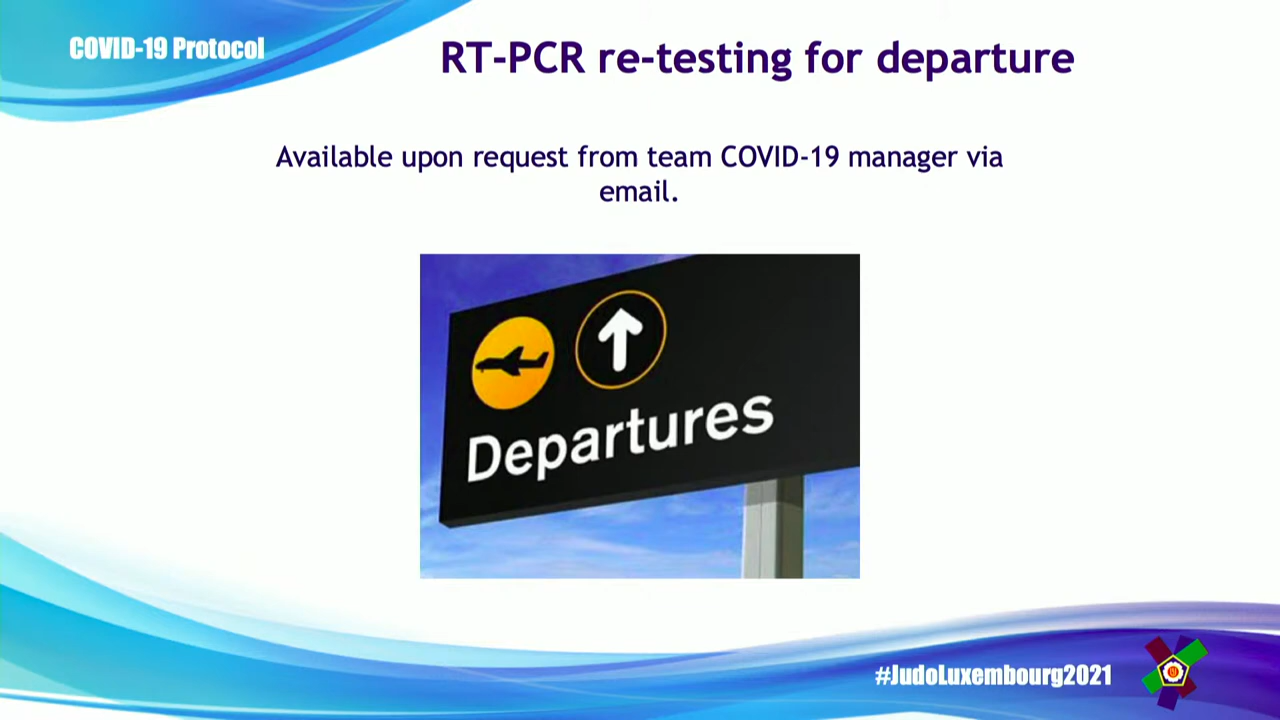 COVID-19 Protocol
RT-PCR re-testing for departure
Available upon request from team COVID-19 manager via
email.
Departures
#JudoLuxembourg2021